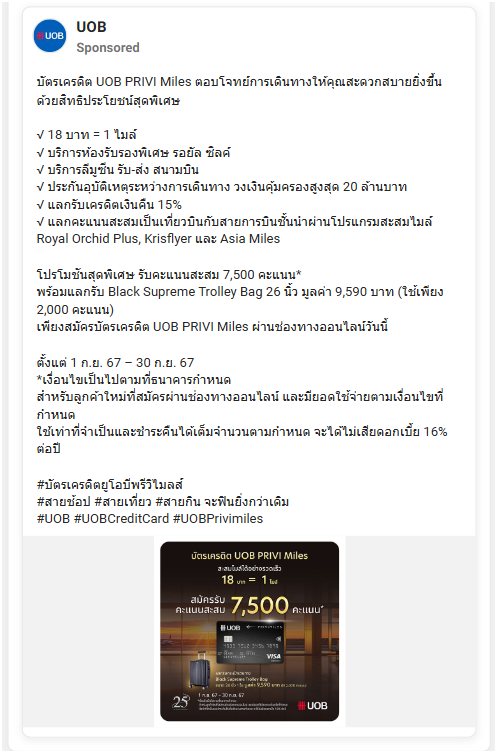 UOB
UOB
Sponsored
บัตรเครดิต UOB PRIVI Miles ตอบโจทย์การเดินทางให้คุณสะดวกสบายยิ่งขึ้น
ด้วยสิทธิประโยชน์สุดพิเศษ
√ 18 บาท = 1 ไมล์
√ บริการห้องรับรองพิเศษ รอยัล ซิลค์
√ บริการลีมูซีน รับ-ส่ง สนามบิน
√ ประกันอุบัติเหตุระหว่างการเดินทาง วงเงินคุ้มครองสูงสุด 20 ล้านบาท
√ แลกรับเครดิตเงินคืน 15%
√ แลกคะแนนสะสมเป็นเที่ยวบินกับสายการบินชั้นนำผ่านโปรแกรมสะสมไมล์
Royal Orchid Plus, Krisflyer และ Asia Miles
โปรโมชันสุดพิเศษ รับคะแนนสะสม 7,500 คะแนน*
พร้อมแลกรับ Black Supreme Trolley Bag 26 นิ้ว มูลค่า 9,590 บาท (ใช้เพียง
2,000 คะแนน)
เพียงสมัครบัตรเครดิต UOB PRIVI Miles ผ่านช่องทางออนไลน์วันนี้
ตั้งแต่ 1 ก.ย. 67 – 30 ก.ย. 67
*เงื่อนไขเป็นไปตามที่ธนาคารกำหนด
สำหรับลูกค้าใหม่ที่สมัครผ่านช่องทางออนไลน์ และมียอดใช้จ่ายตามเงื่อนไขที่
กำหนด
ใช้เท่าที่จำเป็นและชำระคืนได้เต็มจำนวนตามกำหนด จะได้ไม่เสียดอกเบี้ย 16%
ต่อปี
#บัตรเครดิตยูโอบีพรีวิไมลส์
#สายช้อป #สายเที่ยว #สายกิน จะฟินยิ่งกว่าเดิม
#UOB #UOBCreditCard #UOBPrivimiles
บัตรเครดิต UOB PRIVI Miles
สะสมไมล์ได้อย่างรวดเร็ว
18 บาท = 1 ไมล์
สมัครรับ
คะแนนสะสม 7,500 คะแนน*
UOB
VISA
Black Supreme Trolley Bag
1 ก.ย. 67 - 30 ก.ย. 67
25
UOB